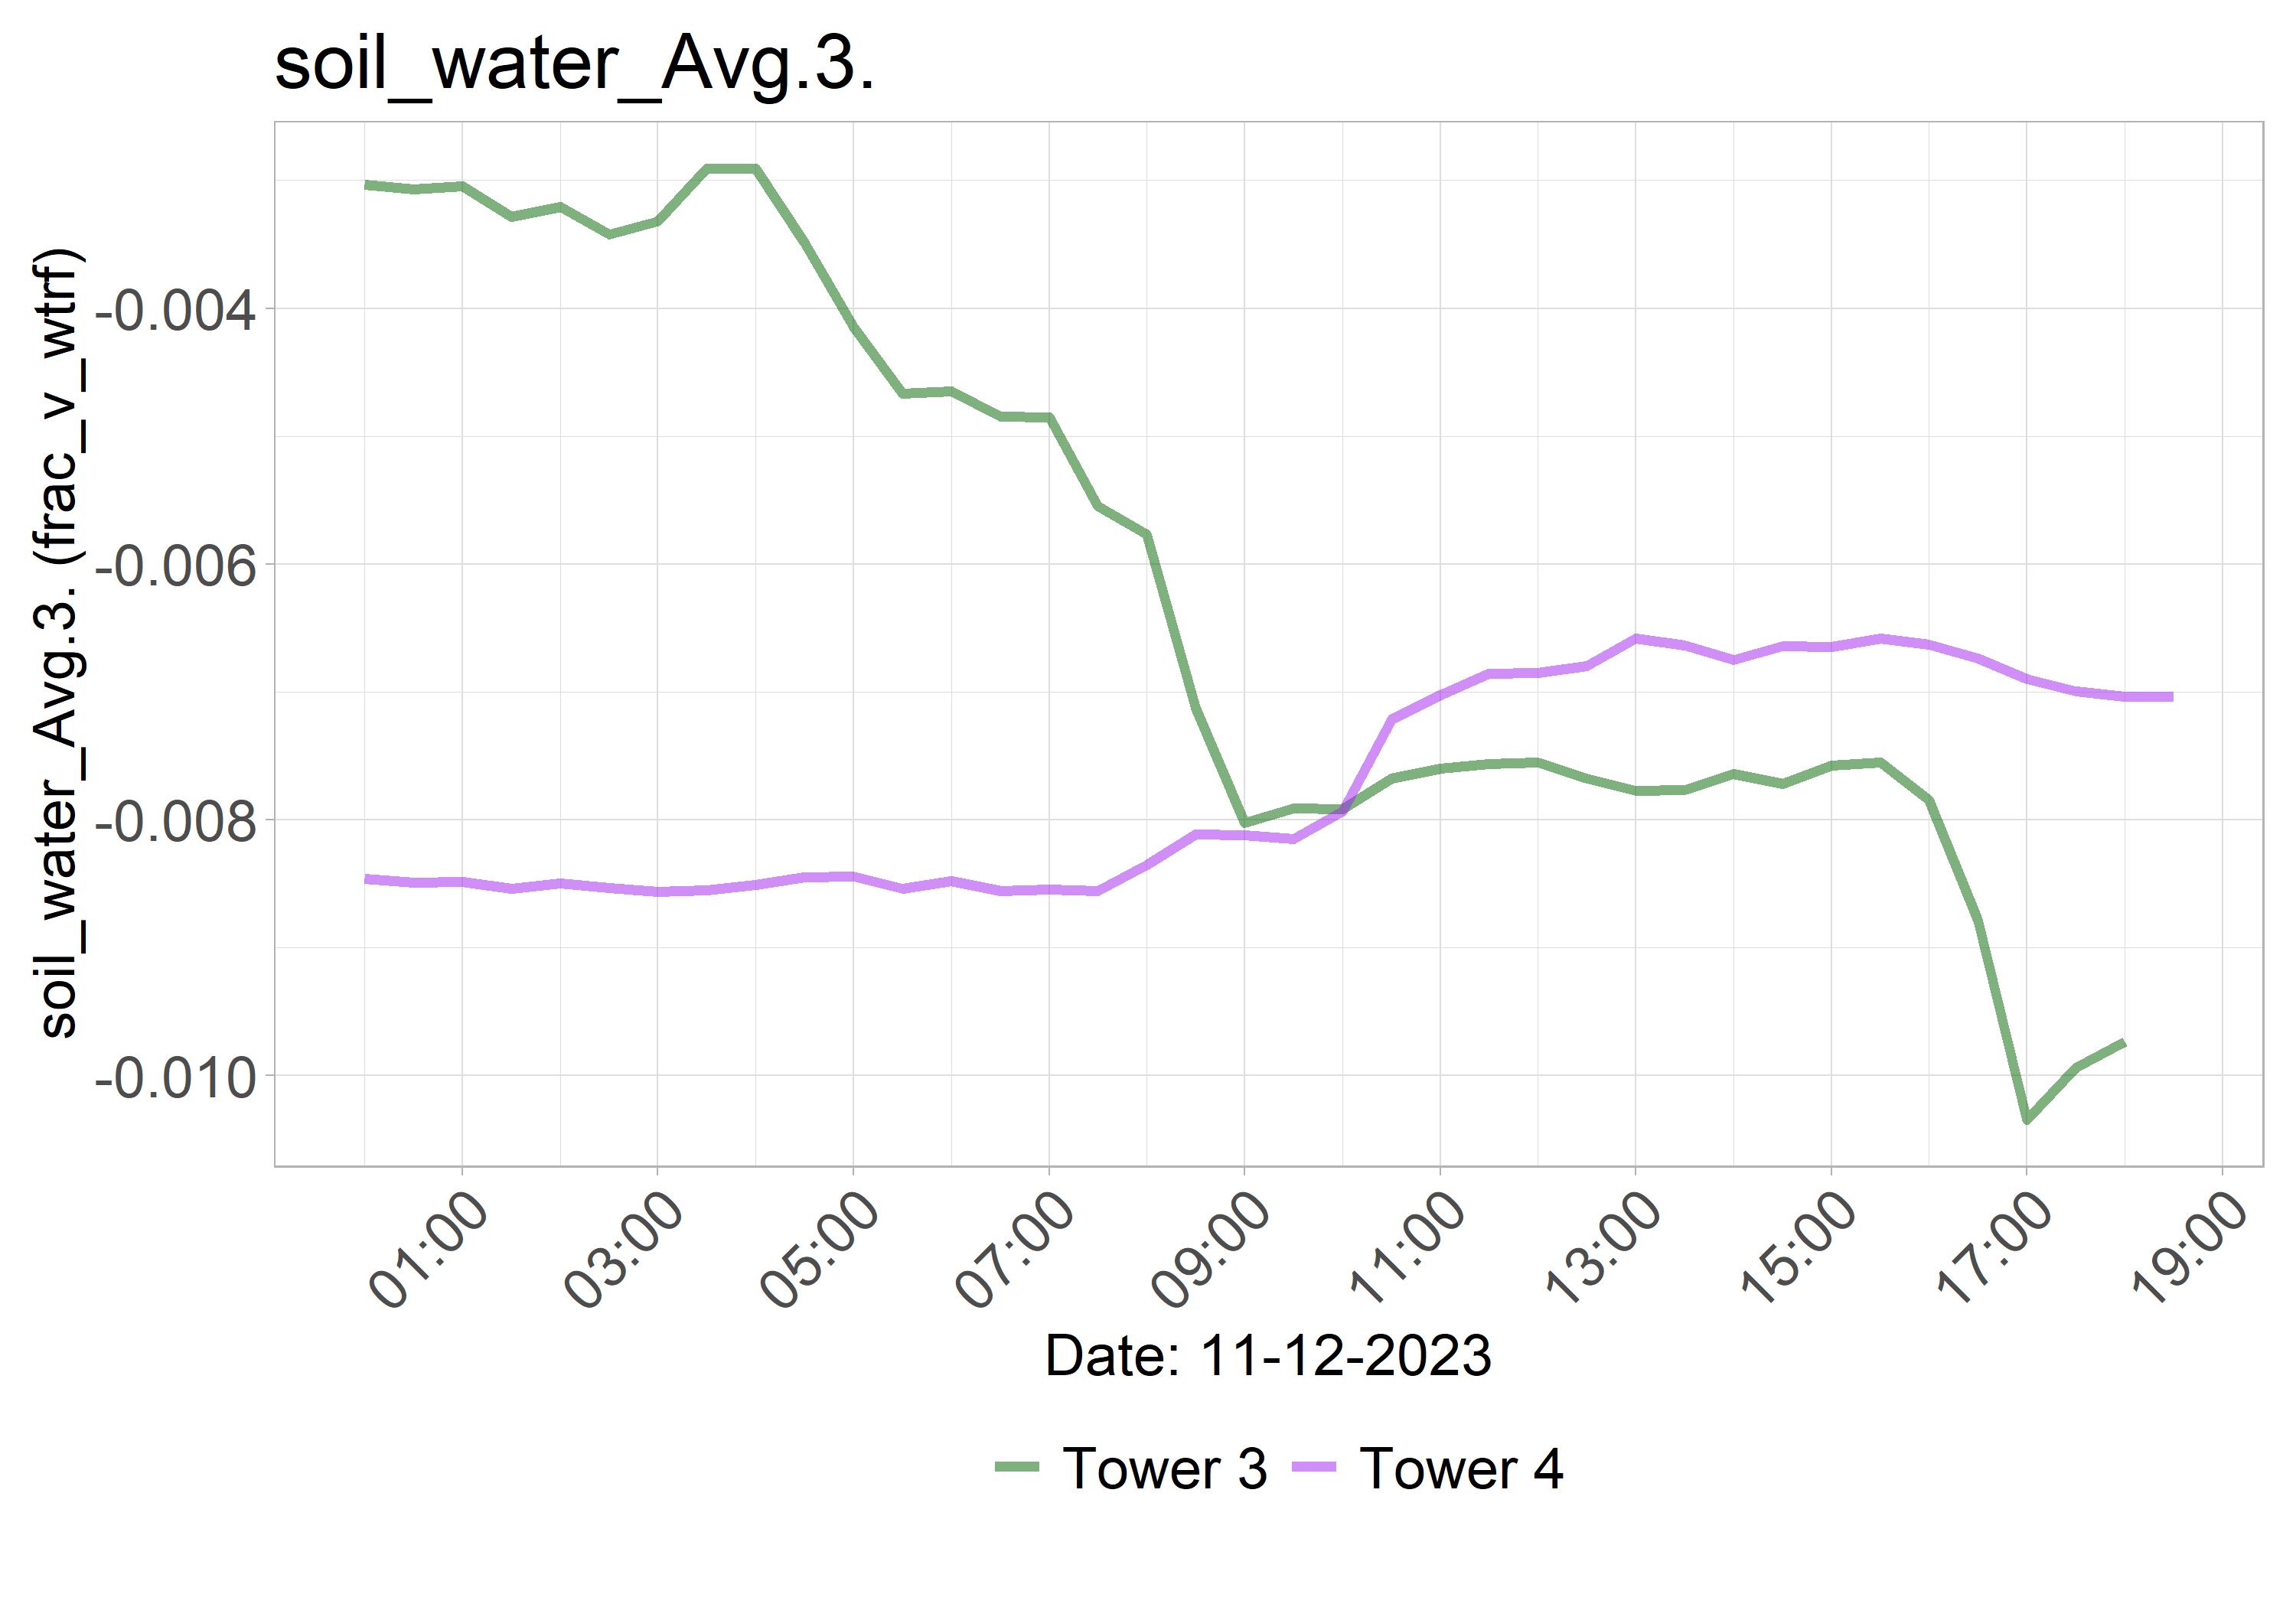 soil_water_Avg.3.
soil_water_Avg.3. (frac_v_wtrf)
-0.004
-0.006
-0.008
-0.010
01:00
03:00
05:00
07:00
09:00
11:00
13:00
15:00
17:00
19:00
Date: 11-12-2023
Tower 3
Tower 4